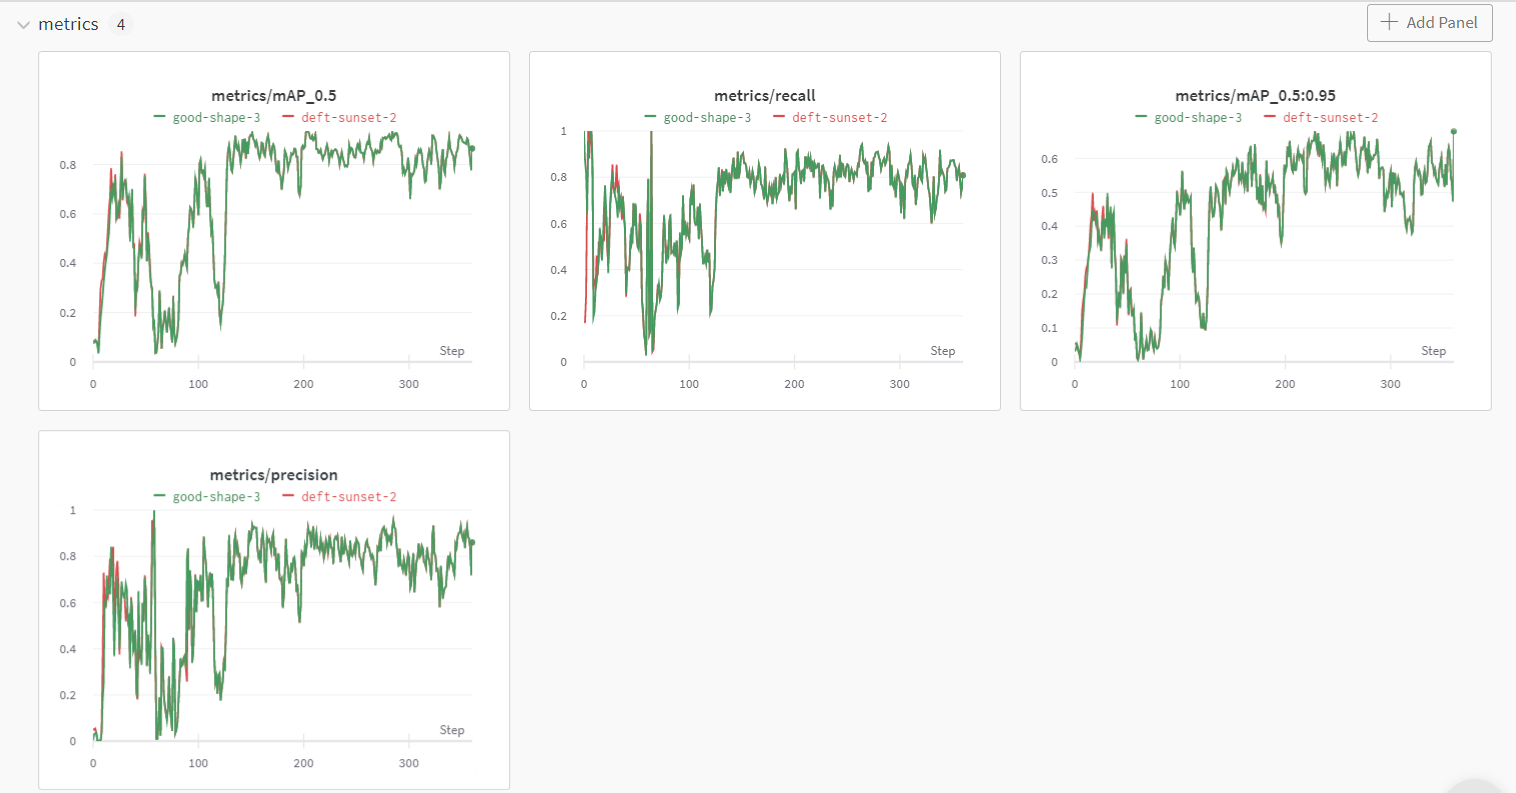 metrics 4
Add Panel
metrics/mAP_0.5
good-shape-3 deft-sunset-2
0.8
0.6
0.4
0.2
0
Step
0 100 200 300
metrics/recall
good-shape-3 deft-sunset-2
1
0.8
0.6
0.4
0.2
0
Step
0 100 200 300
metrics/mAP_0.5:0.95
good-shape-3 deft-sunset-2
0.6
0.5
0.4
0.3
0.2
0.1
0
Step
0 100 200 300
metrics/precision
good-shape-3 deft-sunset-2
1
0.8
0.6
0.4
0.2
0
Step
0 100 200 300